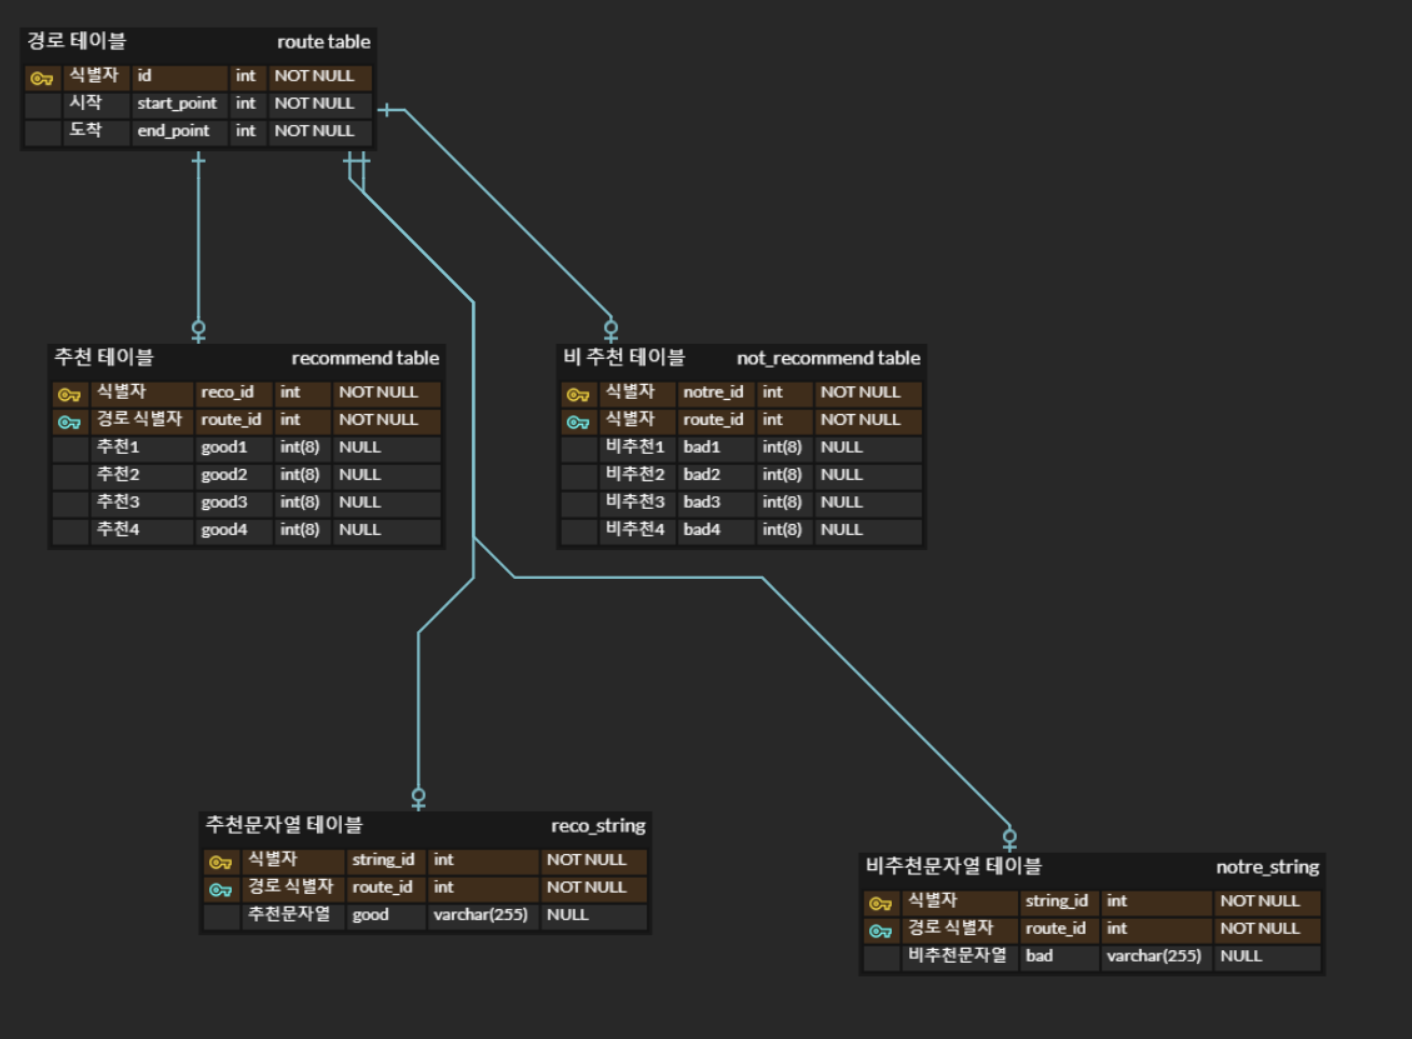 경로 테이블 route table
식별자 id int NOT NULL
시작 start_point int NOT NULL
도착 end_point int NOT NULL
추천 테이블 recommend table
식별자 reco_id int NOT NULL
경로 식별자 route_id int NOT NULL
추천1 good1 int(8) NULL
추천2 good2 int(8) NULL
추천3 good3 int(8) NULL
추천4 good4 int(8) NULL
비 추천 테이블 not_recommend table
식별자 notre_id int NOT NULL
식별자 route_id int NOT NULL
비추천1 bad1 int(8) NULL
비추천2 bad2 int(8) NULL
비추천3 bad3 int(8) NULL
비추천4 bad4 int(8) NULL
추천문자열 테이블 reco_string
식별자 string_id int NOT NULL
경로 식별자 route_id int NOT NULL
추천문자열 good varchar(255) NULL
비추천문자열 테이블 notre_string
식별자 string_id int NOT NULL
경로 식별자 route_id int NOT NULL
비추천문자열 bad varchar(255) NULL